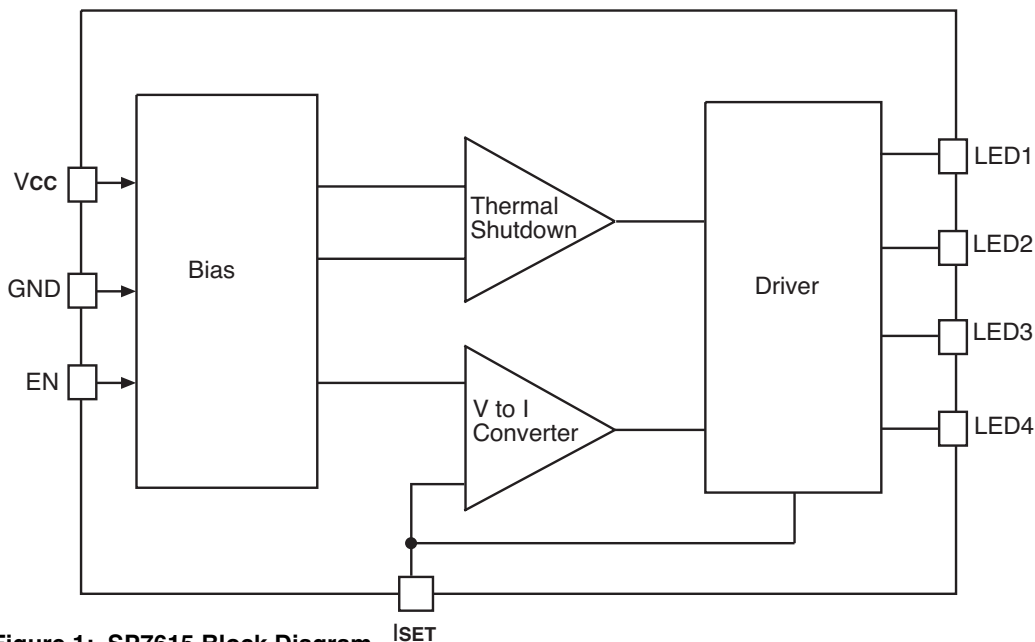 Vcc
GND
EN
Bias
Thermal
Shutdown
V to I
Converter
Driver
LED1
LED2
LED3
LED4
ISET
Figure 1: SP7615 Block Diagram